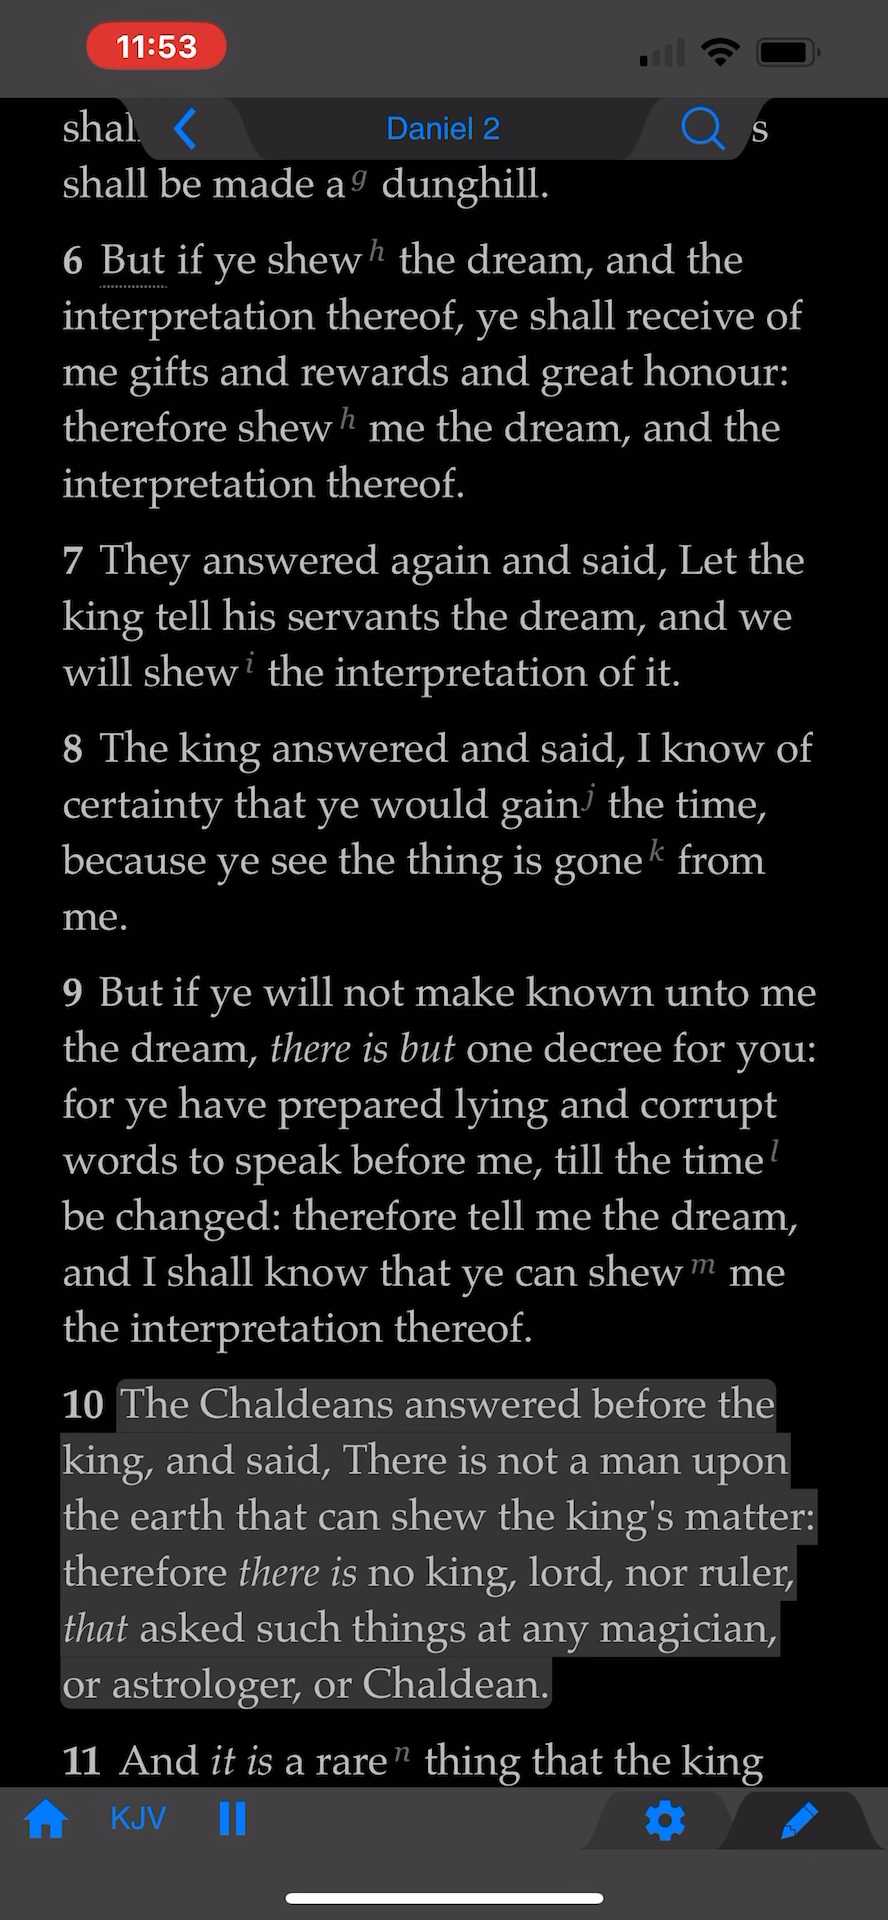 11:53
Daniel 2
s
shall be made a g dunghill.
6 But if ye shew h the dream, and the
interpretation thereof, ye shall receive of
me gifts and rewards and great honour:
therefore shew h me the dream, and the
interpretation thereof.
7 They answered again and said, Let the
king tell his servants the dream, and we
will shew i the interpretation of it.
8 The king answered and said, I know of
certainty that ye would gain j the time,
because ye see the thing is gone k from
me.
9 But if ye will not make known unto me
the dream, there is but one decree for you:
for ye have prepared lying and corrupt
words to speak before me, till the time l
be changed: therefore tell me the dream,
and I shall know that ye can shew m me
the interpretation thereof.
10 The Chaldeans answered before the
king, and said, There is not a man upon
the earth that can shew the king's matter:
therefore there is no king, lord, nor ruler,
that asked such things at any magician,
or astrologer, or Chaldean.
11 And it is a rare n thing that the king
KJV